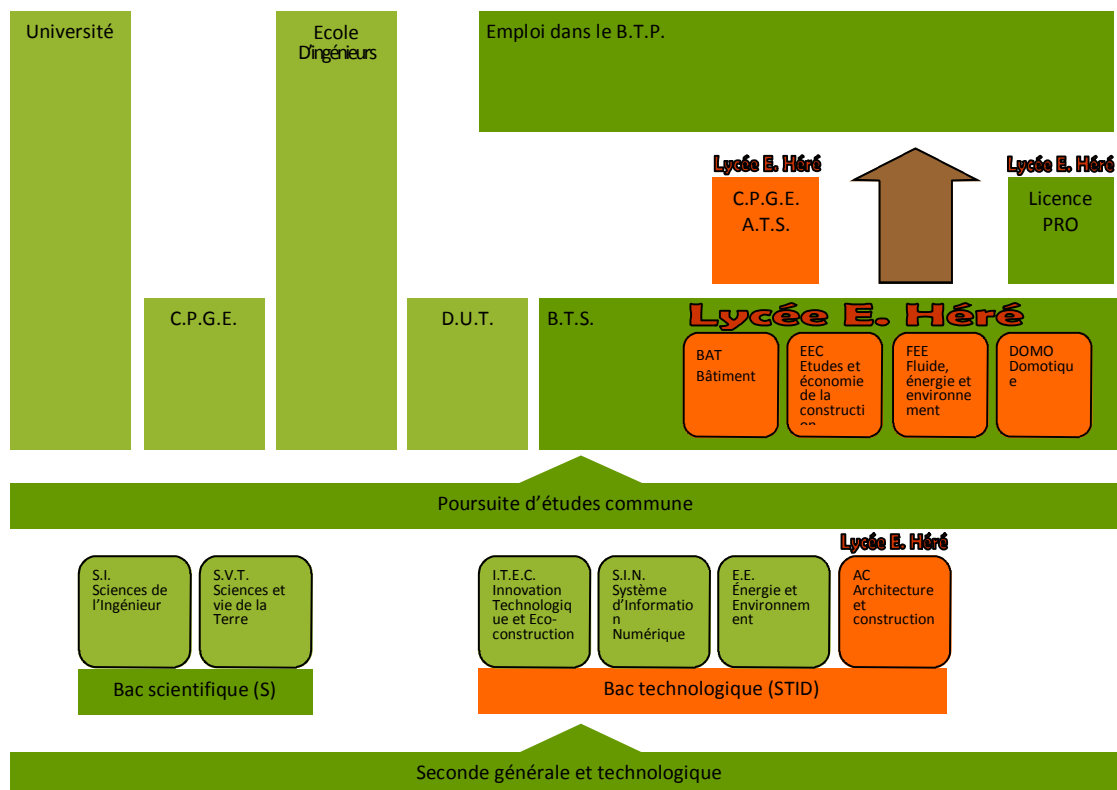 Université
Ecole
D'ingénieurs
Emploi dans le B.T.P.
Lycée E. Héré
C.P.G.E.
A.T.S.
Lycée E. Héré
Licence
PRO
C.P.G.E.
D.U.T.
B.T.S.
Lycée E. Héré
BAT
Bâtiment
EEC
Etudes et
économie
de la
constructi
on
FEE
Fluide,
énergie et
environne
ment
DOMO
Domotiqu
e
Poursuite d’études commune
S.I.
Sciences de
l’Ingénieur
S.V.T.
Sciences et
vie de la
Terre
I.T.E.C.
Innovation
Technologiq
ue et Eco-
construction
S.I.N.
Système
d’Informatio
n
Numérique
E.E.
Énergie et
Environnem
ent
Lycée E. Héré
AC
Architecture
et
construction
Bac scientifique (S)
Bac technologique (STID)
Seconde générale et technologique